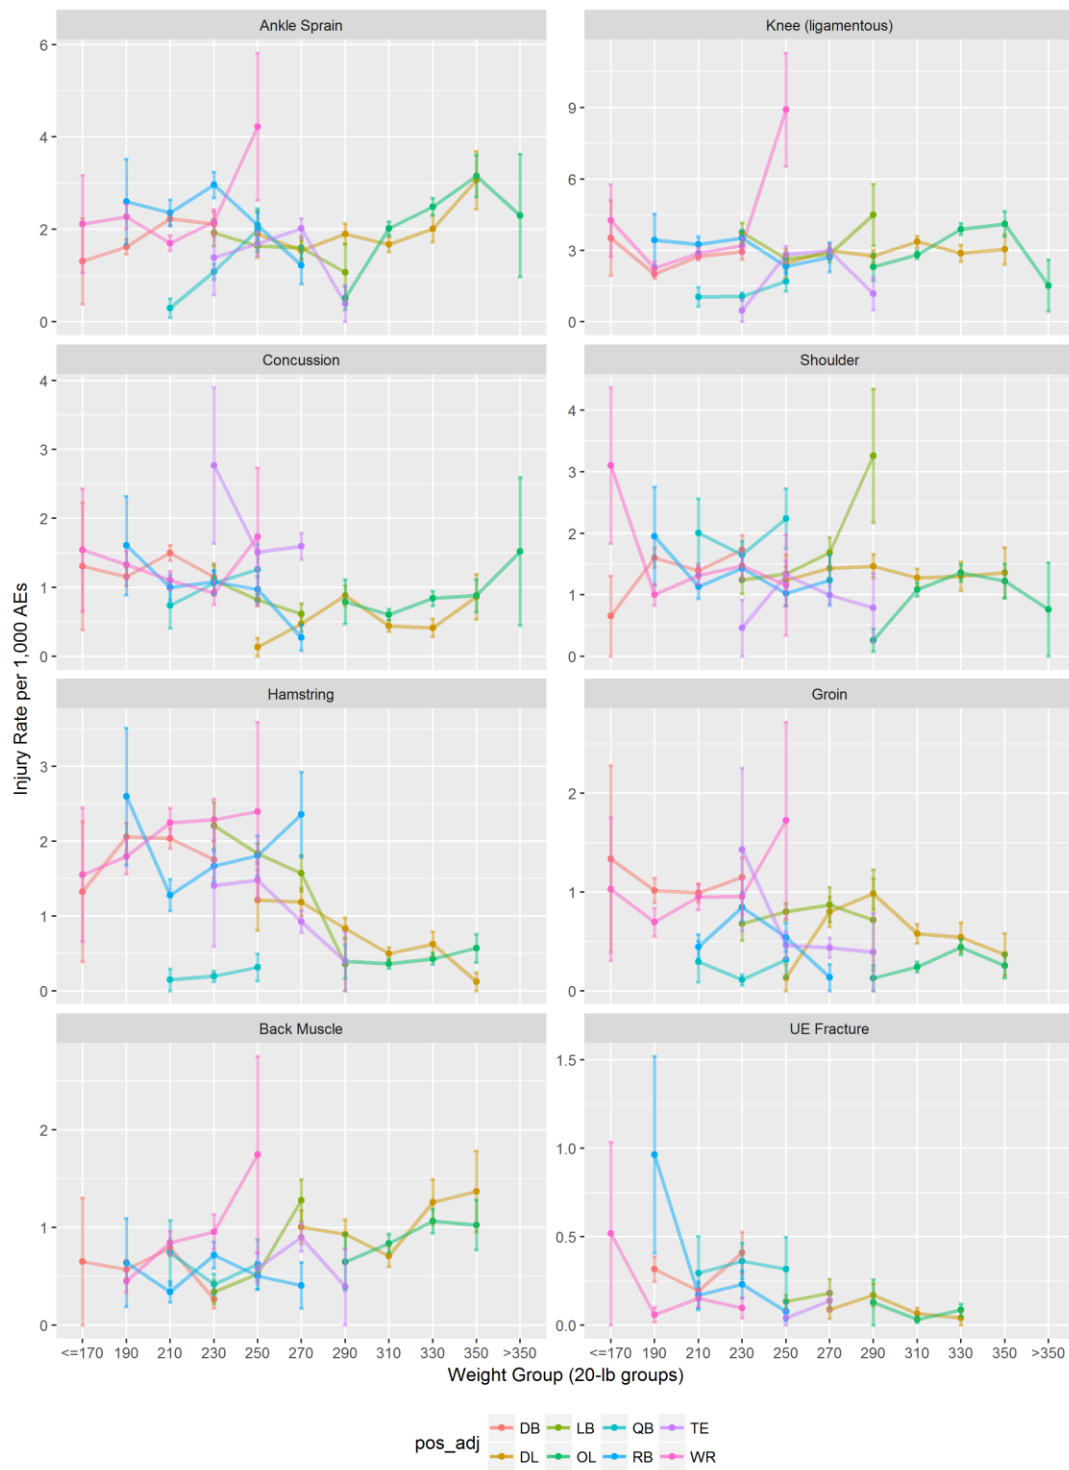 Ankle Sprain
Knee (ligamentous)
6
4
2
0
9
6
3
0
Concussion
Shoulder
4
3
2
1
0
4
3
2
1
0
Hamstring
Groin
3
2
1
0
2
1
0
Back Muscle
UE Fracture
2
1
0
1.5
1.0
0.5
0.0
Injury Rate per 1,000 AEs
<=170 190 210 230 250 270 290 310 330 350 >350
<=170 190 210 230 250 270 290 310 330 350 >350
Weight Group (20-lb groups)
pos_adj
DB LB QB TE
DL OL RB WR